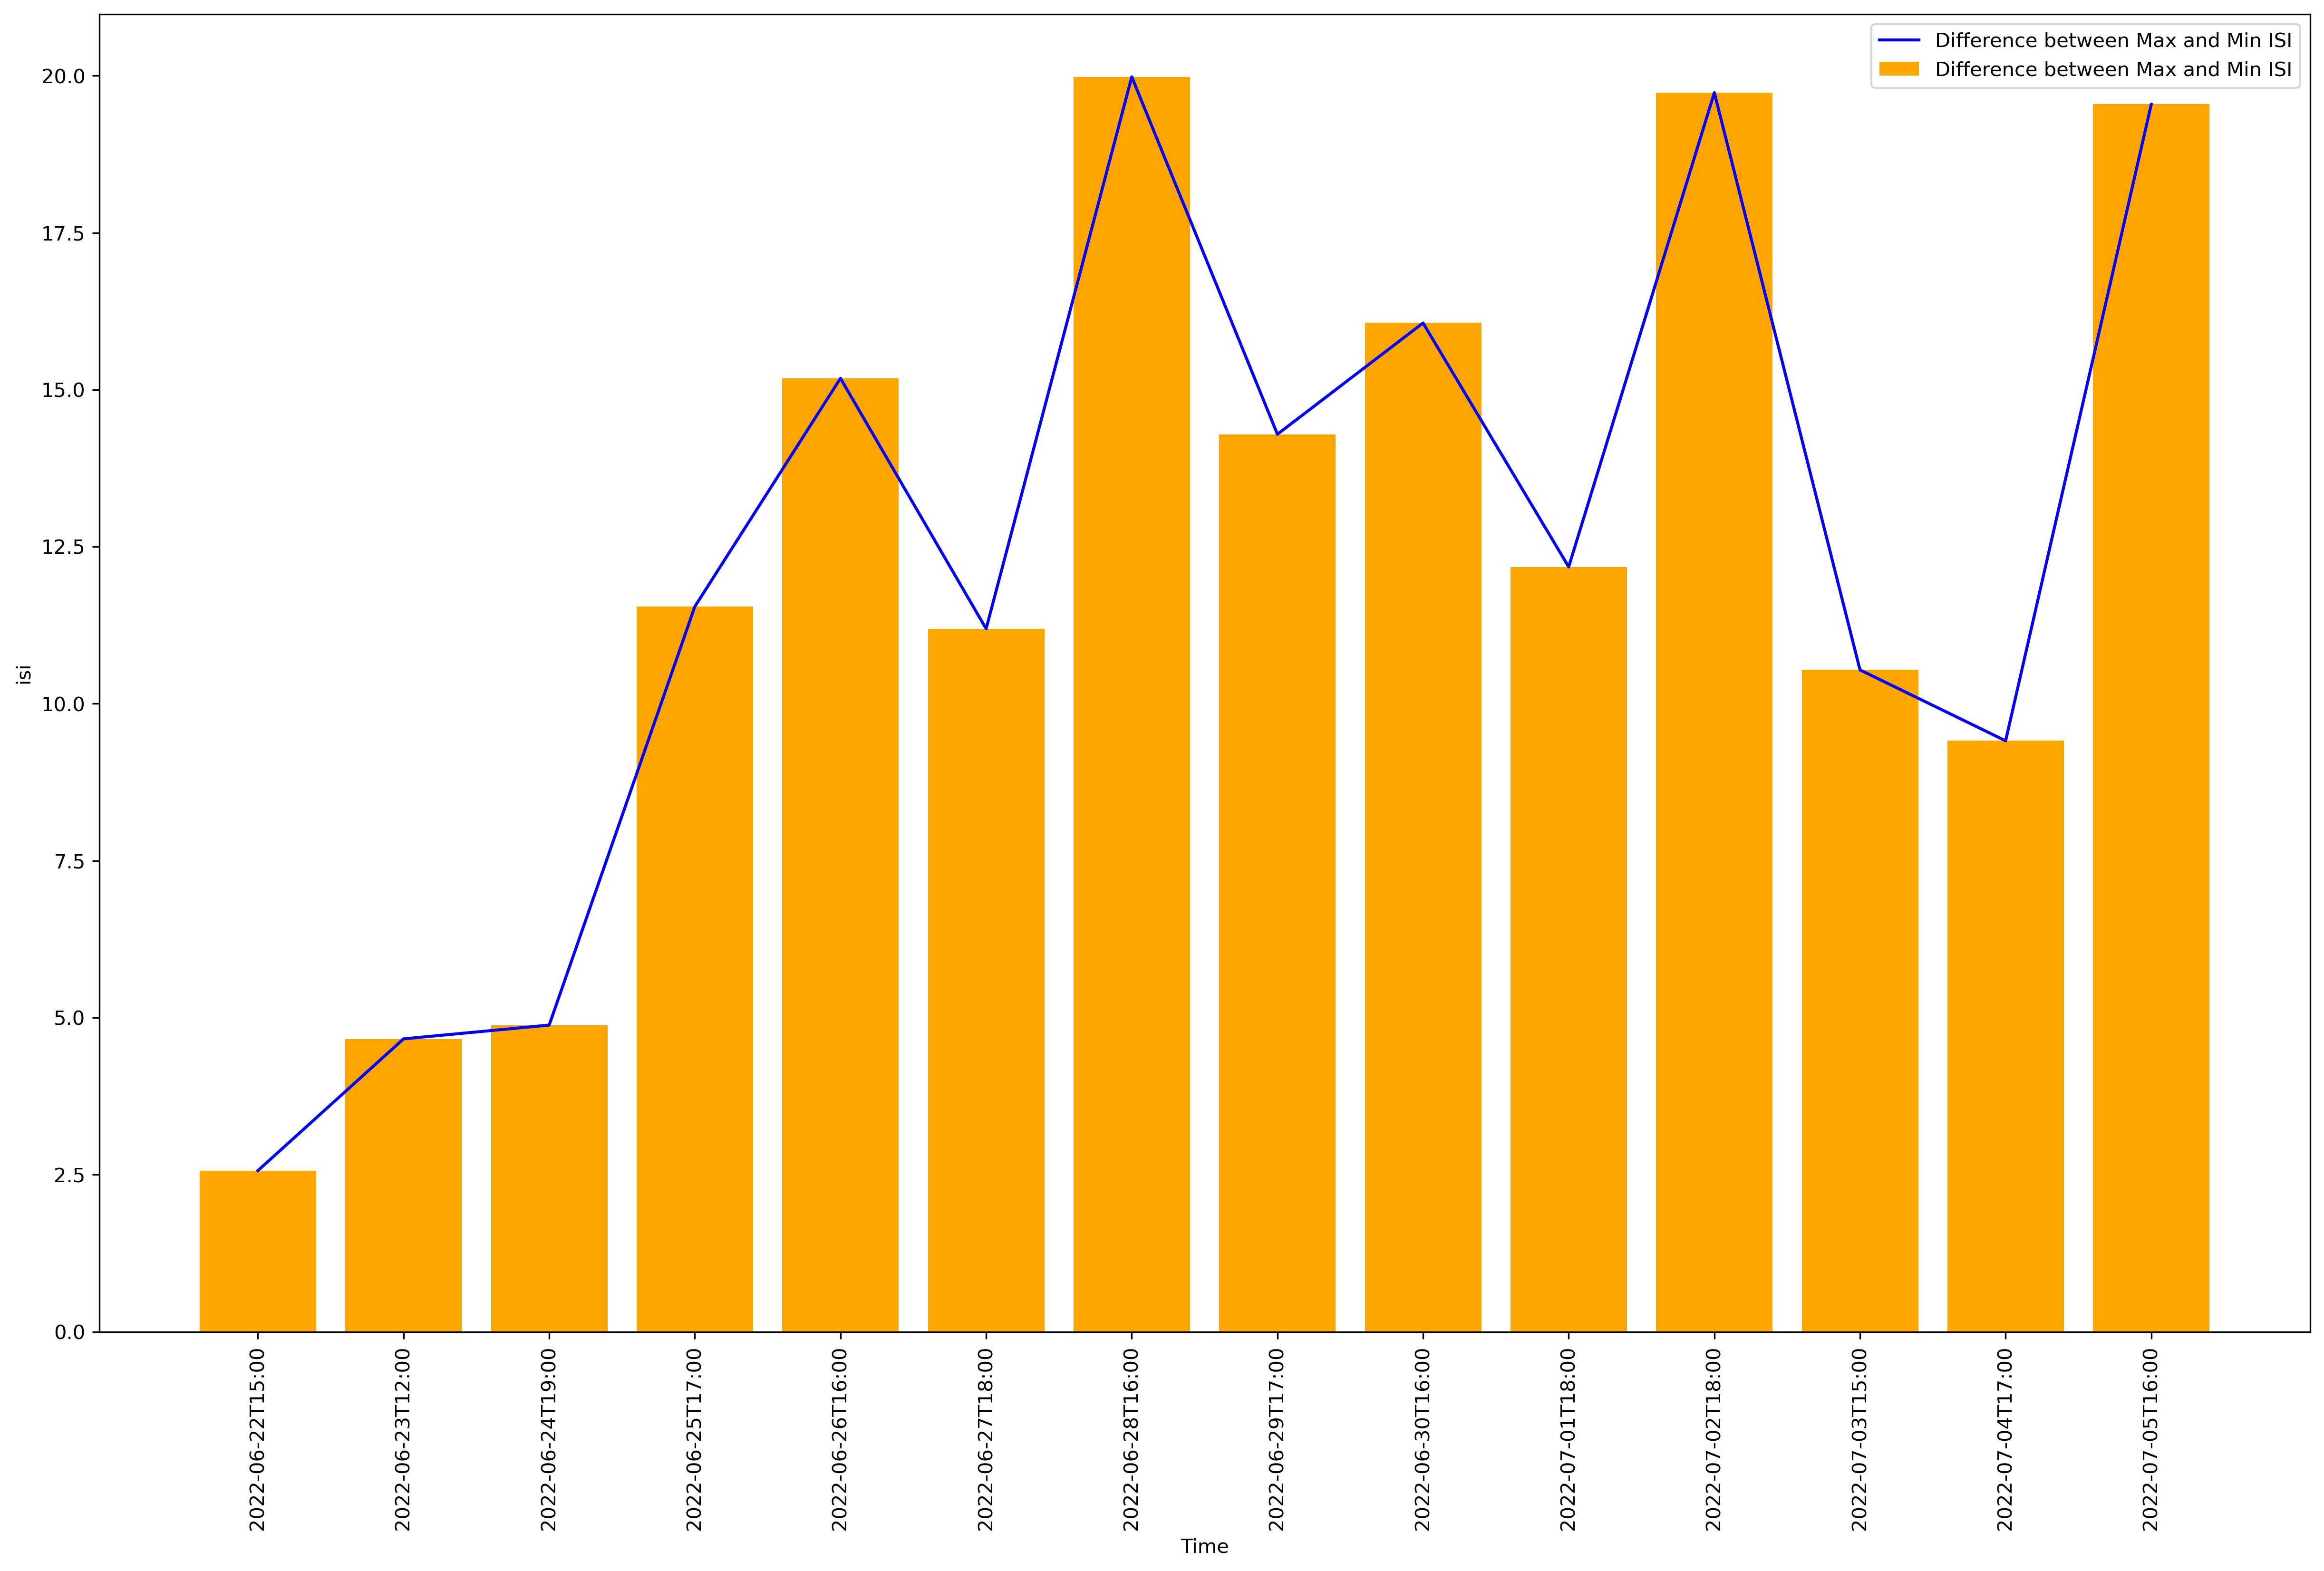 Difference between Max and Min ISI
Difference between Max and Min ISI
20.0
17.5
15.0
12.5
10.0
7.5
5.0
2.5
0.0
isi
2022-06-22T15:00
2022-06-23T12:00
2022-06-24T19:00
2022-06-25T17:00
2022-06-26T16:00
2022-06-27T18:00
2022-06-28T16:00
2022-06-29T17:00
2022-06-30T16:00
2022-07-01T18:00
2022-07-02T18:00
2022-07-03T15:00
2022-07-04T17:00
2022-07-05T16:00
Time